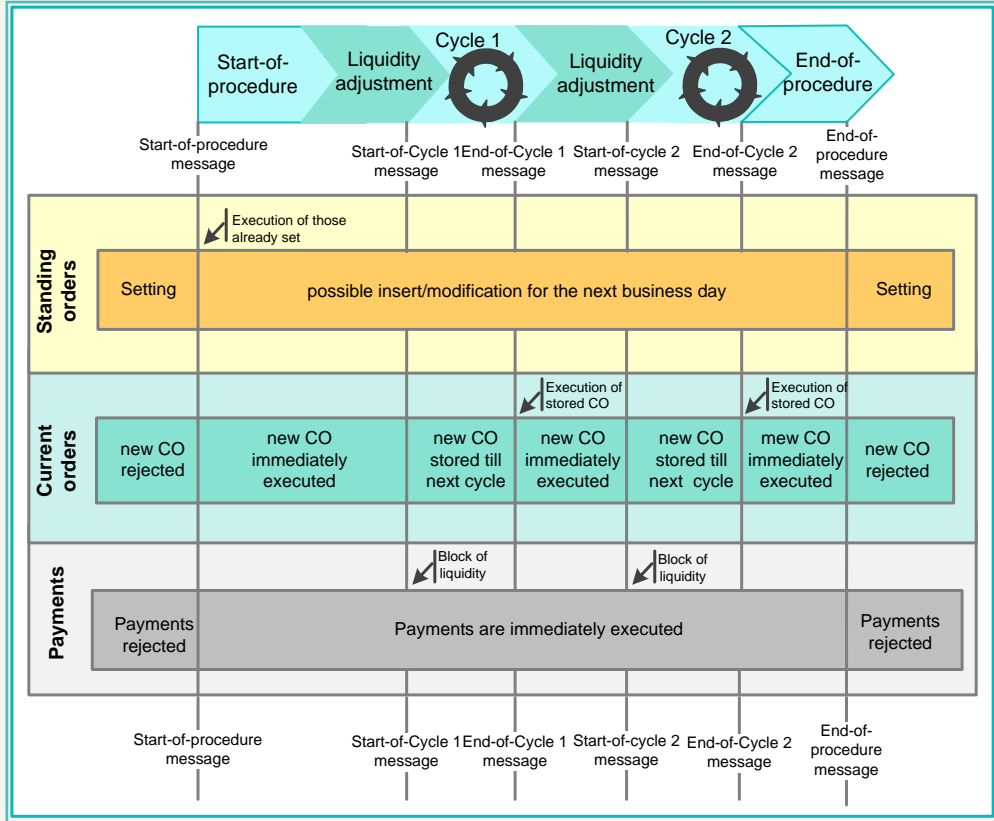 Start-of-
procedure
Liquidity
adjustment
Cycle 1
Liquidity
adjustment
Cycle 2
End-of-
procedure
Start-of-procedure
message
Start-of-Cycle 1
message
End-of-Cycle 1
message
Start-of-cycle 2
message
End-of-Cycle 2
message
End-of-
procedure
message
Standing
orders
Execution of those
already set
Setting
possible insert/modification for the next business day
Setting
Current
orders
Execution of
stored CO
Execution of
stored CO
new CO
rejected
new CO
immediately
executed
new CO
stored till
next cycle
new CO
immediately
executed
new CO
stored till
next cycle
mew CO
immediately
executed
new CO
rejected
Payments
Block of
liquidity
Block of
liquidity
Payments
rejected
Payments are immediately executed
Payments
rejected
Start-of-procedure
message
Start-of-Cycle 1
message
End-of-Cycle 1
message
Start-of-cycle 2
message
End-of-Cycle 2
message
End-of-
procedure
message